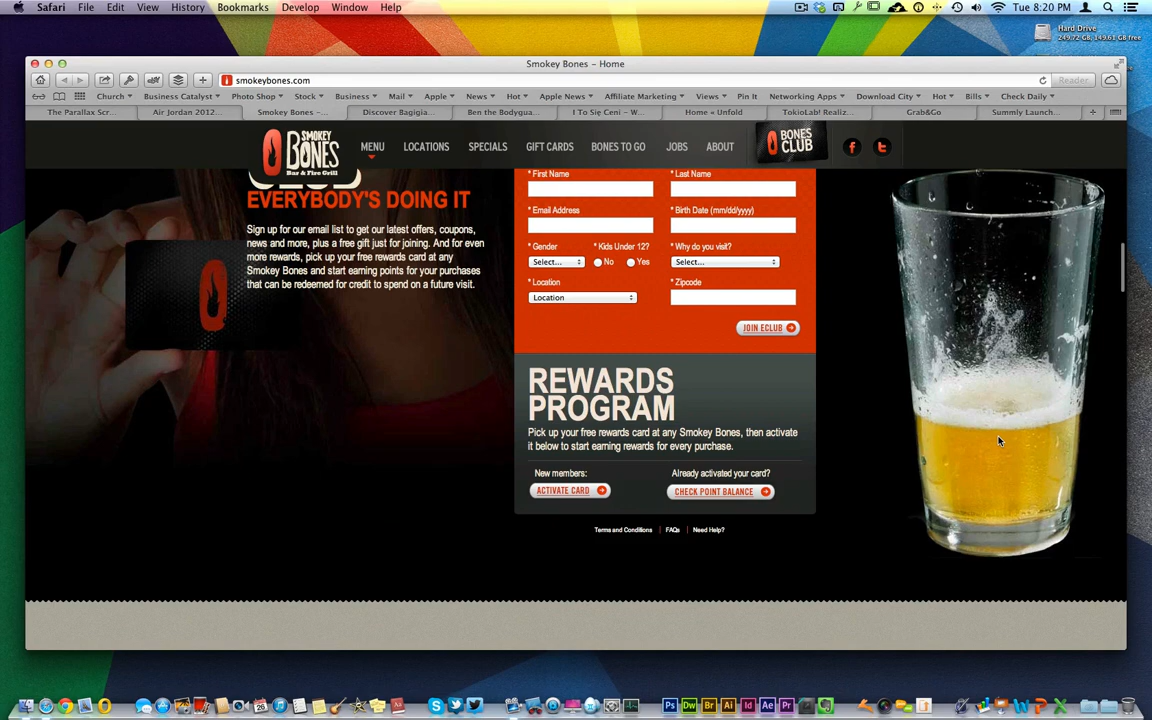 Safari File Edit View History Bookmarks Develop Window Help
Tue 8:20 PM
Hard Drive
249.72 GB, 149.61 GB free
Smokey Bones – Home
smokeybones.com
Reader
Church Business Catalyst Photo Shop Stock Business Mail Apple News Hot Apple News Affiliate Marketing Views Pin It Networking Apps Download City Hot Bills Check Daily
The Parallax Scr... Air Jordan 2012... Smokey Bones –... Discover Bagigia... Ben the Bodygua... I To Się Ceni – W... Home « Unfold TokioLab! Realiz... Grab&Go Summly Launch...
SMOKEY
BONES
Bar & Fire Grill
MENU LOCATIONS SPECIALS GIFT CARDS BONES TO GO JOBS ABOUT
BONES
CLUB
EVERYBODY'S DOING IT
Sign up for our email list to get our latest offers, coupons,
news and more, plus a free gift just for joining. And for even
more rewards, pick up your free rewards card at any
Smokey Bones and start earning points for your purchases
that can be redeemed for credit to spend on a future visit.
* First Name * Last Name
* Email Address * Birth Date (mm/dd/yyyy)
* Gender * Kids Under 12? * Why do you visit?
Select... No Yes Select...
* Location * Zipcode
Location
JOIN ECLUB
REWARDS
PROGRAM
Pick up your free rewards card at any Smokey Bones, then activate
it below to start earning rewards for every purchase.
New members: Already activated your card?
ACTIVATE CARD CHECK POINT BALANCE
Terms and Conditions | FAQs | Need Help?
26
Ps Dw Br Ai Id Ae Pr